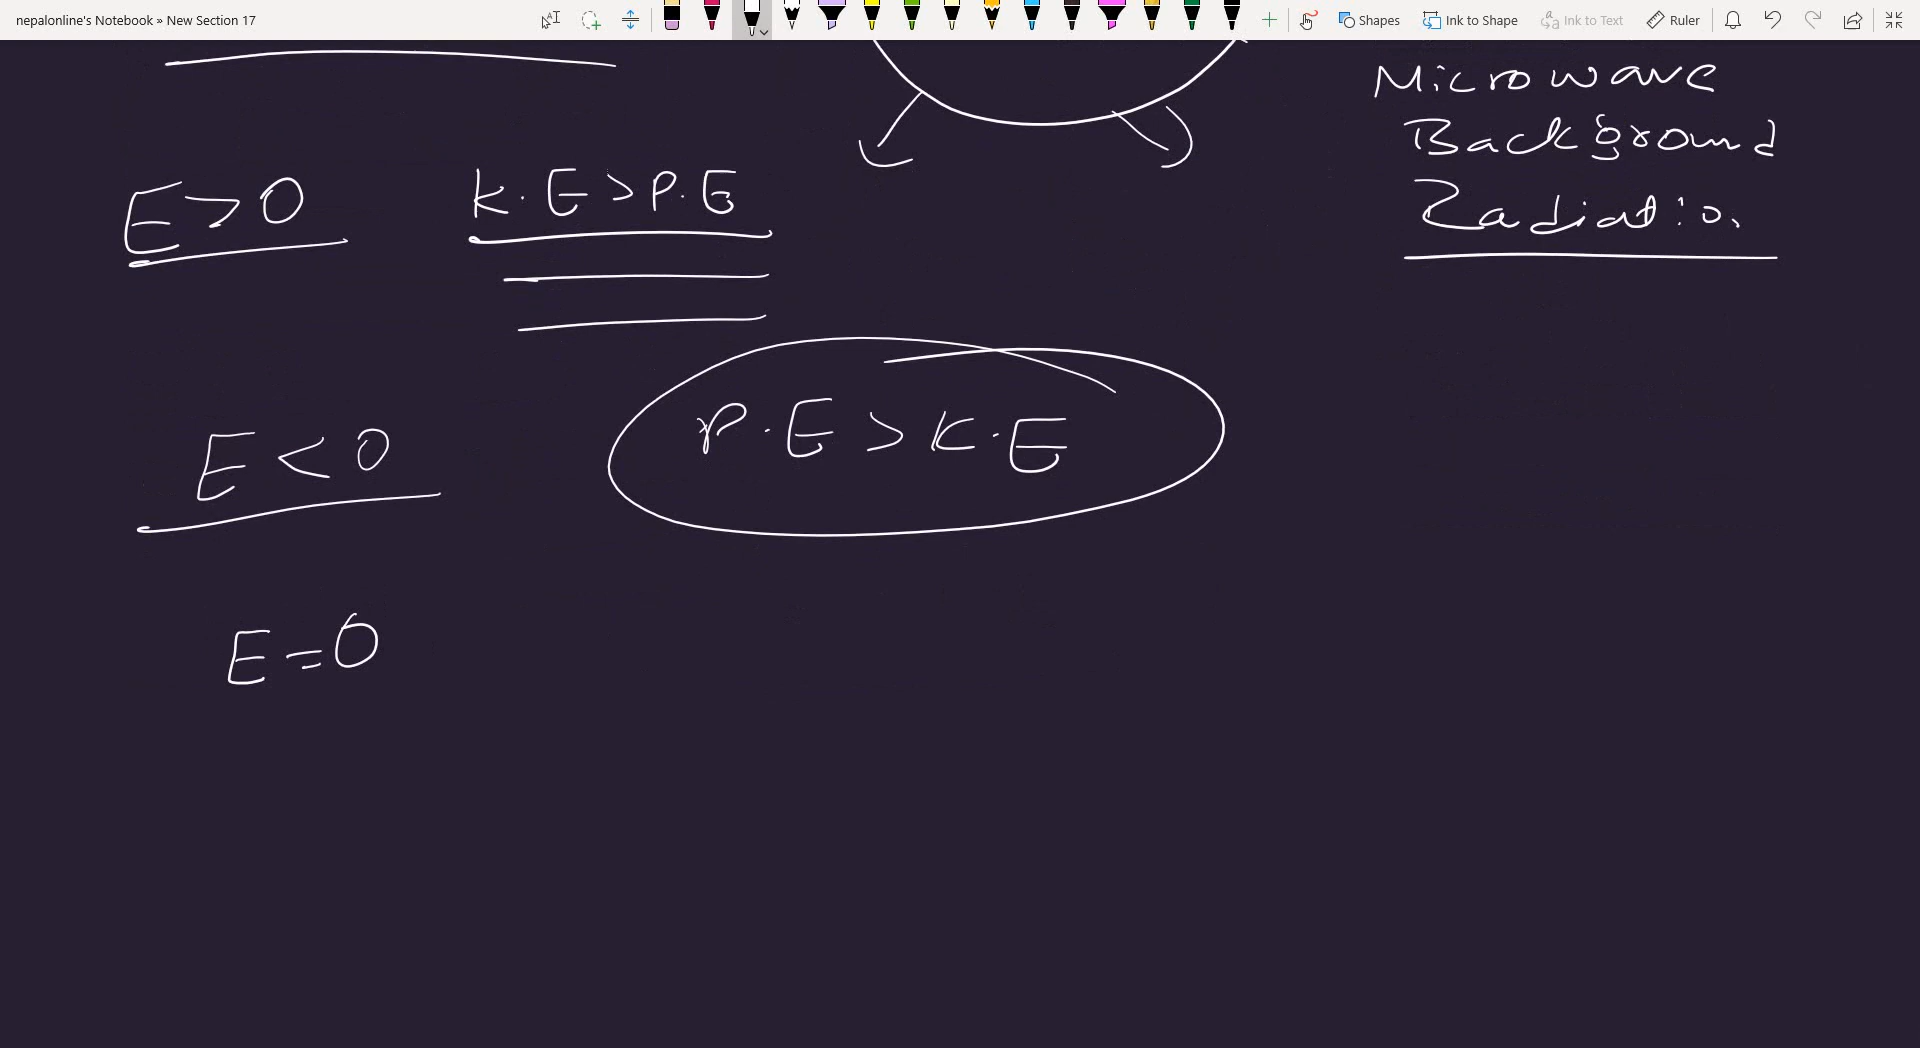 nepalonline's Notebook » New Section 17
Shapes
Ink to Shape
Ink to Text
Ruler
Microwave
Background
Radiatio.
E>0
K.E>P.E
E<0
P.E>K.E
E=0